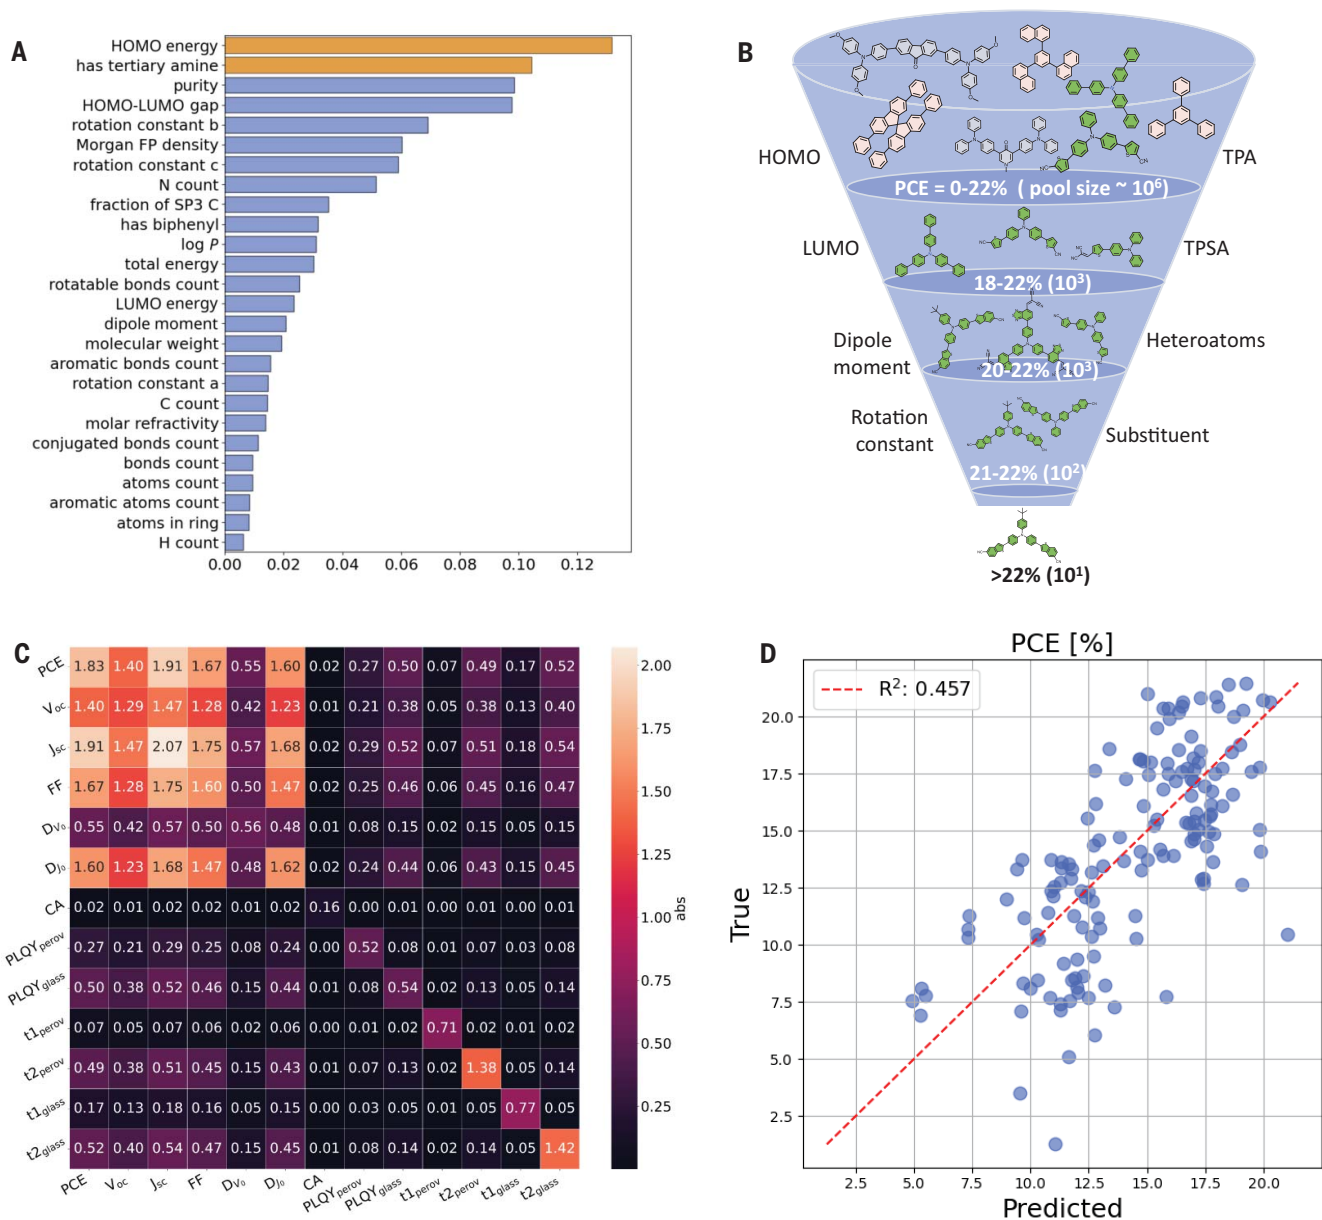 A
HOMO energy
has tertiary amine
purity
HOMO-LUMO gap
rotation constant b
Morgan FP density
rotation constant c
N count
fraction of SP3 C
has biphenyl
log P
total energy
rotatable bonds count
LUMO energy
dipole moment
molecular weight
aromatic bonds count
rotation constant a
C count
molar refractivity
conjugated bonds count
bonds count
atoms count
aromatic atoms count
atoms in ring
H count
0.00 0.02 0.04 0.06 0.08 0.10 0.12
B
HOMO
TPA
PCE = 0-22% ( pool size ~ 10⁶)
LUMO
TPSA
18-22% (10³)
Dipole
moment
Heteroatoms
20-22% (10³)
Rotation
constant
Substituent
21-22% (10²)
>22% (10¹)
C
PCE 1.83 1.40 1.91 1.67 0.55 1.60 0.02 0.27 0.50 0.07 0.49 0.17 0.52
Voc 1.40 1.29 1.47 1.28 0.42 1.23 0.01 0.21 0.38 0.05 0.38 0.13 0.40
Jsc 1.91 1.47 2.07 1.75 0.57 1.68 0.02 0.29 0.52 0.07 0.51 0.18 0.54
FF 1.67 1.28 1.75 1.60 0.50 1.47 0.02 0.25 0.46 0.06 0.45 0.16 0.47
Dv₀ 0.55 0.42 0.57 0.50 0.56 0.48 0.01 0.08 0.15 0.02 0.15 0.05 0.15
DJ₀ 1.60 1.23 1.68 1.47 0.48 1.62 0.02 0.24 0.44 0.06 0.43 0.15 0.45
CA 0.02 0.01 0.02 0.02 0.01 0.02 0.16 0.00 0.01 0.00 0.01 0.00 0.01
PLQYperov 0.27 0.21 0.29 0.25 0.08 0.24 0.00 0.52 0.08 0.01 0.07 0.03 0.08
PLQYglass 0.50 0.38 0.52 0.46 0.15 0.44 0.01 0.08 0.54 0.02 0.13 0.05 0.14
t1perov 0.07 0.05 0.07 0.06 0.02 0.06 0.00 0.01 0.02 0.71 0.02 0.01 0.02
t2perov 0.49 0.38 0.51 0.45 0.15 0.43 0.01 0.07 0.13 0.02 1.38 0.05 0.14
t1glass 0.17 0.13 0.18 0.16 0.05 0.15 0.00 0.03 0.05 0.01 0.05 0.77 0.05
t2glass 0.52 0.40 0.54 0.47 0.15 0.45 0.01 0.08 0.14 0.02 0.14 0.05 1.42
PCE Voc Jsc FF Dv₀ DJ₀ CA PLQYperov PLQYglass t1perov t2perov t1glass t2glass
2.00
1.75
1.50
1.25
1.00
0.75
0.50
0.25
abs
D
PCE [%]
R²: 0.457
True
20.0
17.5
15.0
12.5
10.0
7.5
5.0
2.5
2.5 5.0 7.5 10.0 12.5 15.0 17.5 20.0
Predicted